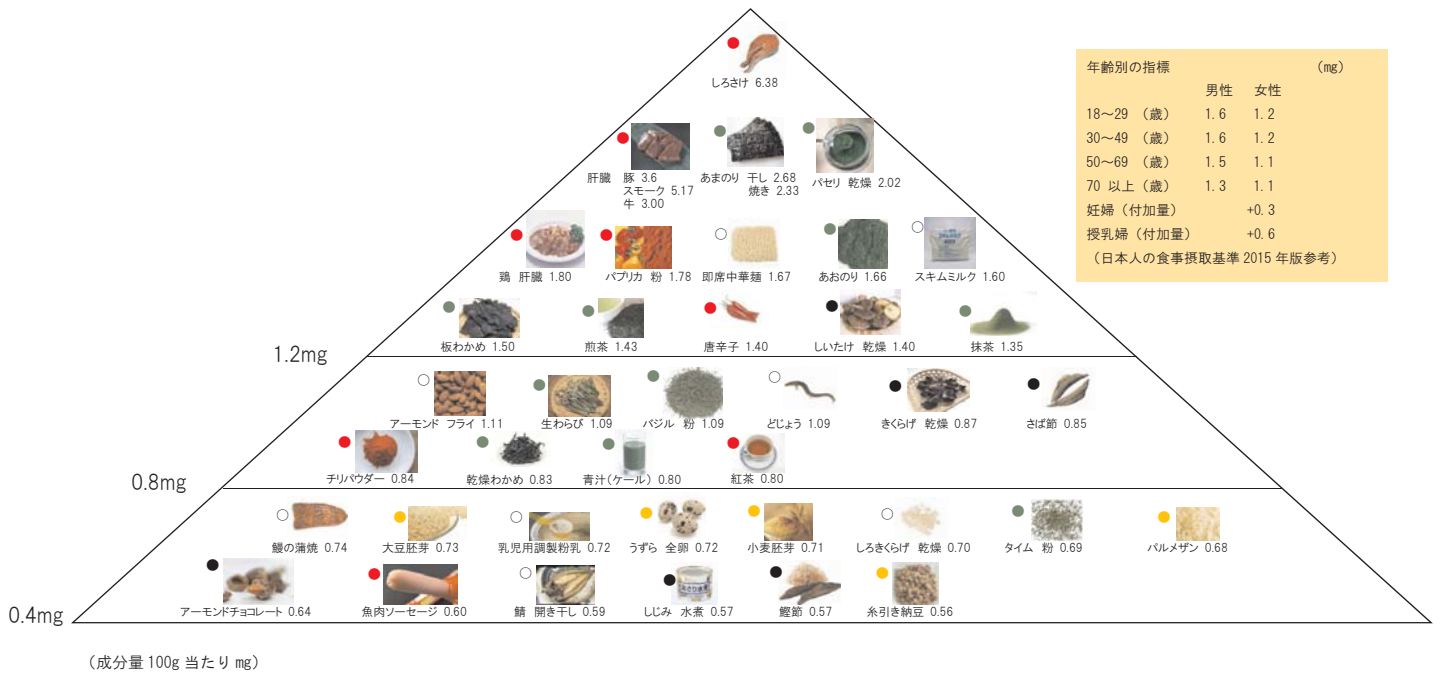 しろさけ 6.38
年齢別の指標 (㎎)
男性 女性
18～29 (歳) 1.6 1.2
30～49 (歳) 1.6 1.2
50～69 (歳) 1.5 1.1
70 以上(歳) 1.3 1.1
妊婦(付加量) +0.3
授乳婦(付加量) +0.6
(日本人の食事摂取基準 2015 年版参考)
肝臓 豚 3.6
スモーク 5.17
牛 3.00
あまのり 干し 2.68
焼き 2.33
パセリ 乾燥 2.02
鶏 肝臓 1.80
パプリカ 粉 1.78
即席中華麺 1.67
あおのり 1.66
スキムミルク 1.60
板わかめ 1.50
煎茶 1.43
唐辛子 1.40
しいたけ 乾燥 1.40
抹茶 1.35
1.2mg
アーモンド フライ 1.11
生わらび 1.09
バジル 粉 1.09
どじょう 1.09
きくらげ 乾燥 0.87
さば節 0.85
チリパウダー 0.84
乾燥わかめ 0.83
青汁(ケール) 0.80
紅茶 0.80
0.8mg
鰻の蒲焼 0.74
大豆胚芽 0.73
乳児用調製粉乳 0.72
うずら 全卵 0.72
小麦胚芽 0.71
しろきくらげ 乾燥 0.70
タイム 粉 0.69
パルメザン 0.68
アーモンドチョコレート 0.64
魚肉ソーセージ 0.60
鯖 開き干し 0.59
しじみ 水煮 0.57
鰹節 0.57
糸引き納豆 0.56
0.4mg
(成分量 100g 当たり ㎎)